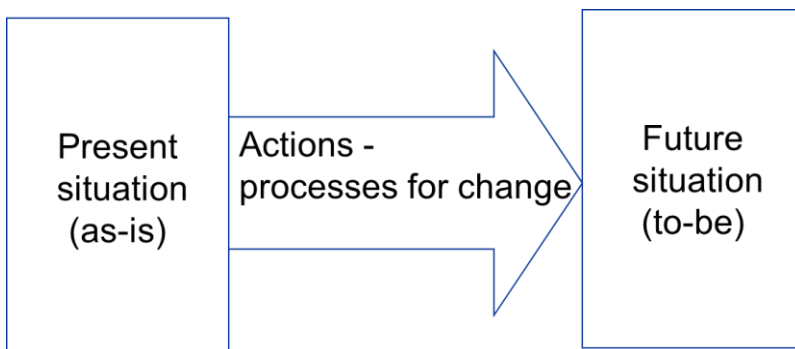 Present
situation
(as-is)
Actions -
processes for change
Future
situation
(to-be)